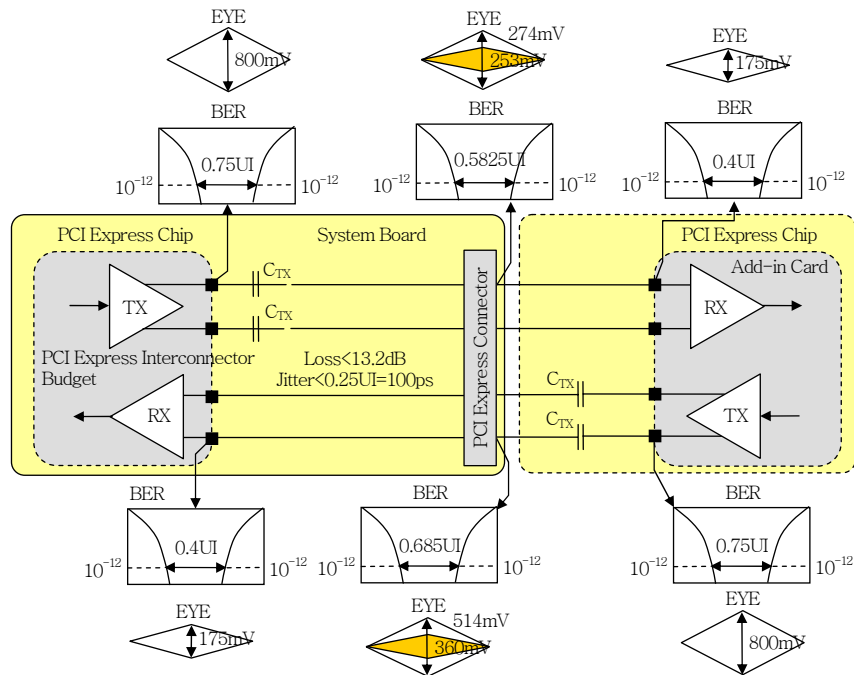 EYE
800mV
EYE
274mV
253mV
EYE
175mV
BER
0.75UI
10⁻¹²
10⁻¹²
BER
0.5825UI
10⁻¹²
10⁻¹²
BER
0.4UI
10⁻¹²
10⁻¹²
PCI Express Chip
System Board
PCI Express Chip
Add-in Card
TX
C_TX
C_TX
RX
PCI Express Interconnector
Budget
Loss<13.2dB
Jitter<0.25UI=100ps
PCI Express Connector
RX
C_TX
C_TX
TX
BER
0.4UI
10⁻¹²
10⁻¹²
BER
0.685UI
10⁻¹²
10⁻¹²
BER
0.75UI
10⁻¹²
10⁻¹²
EYE
175mV
EYE
514mV
360mV
EYE
800mV